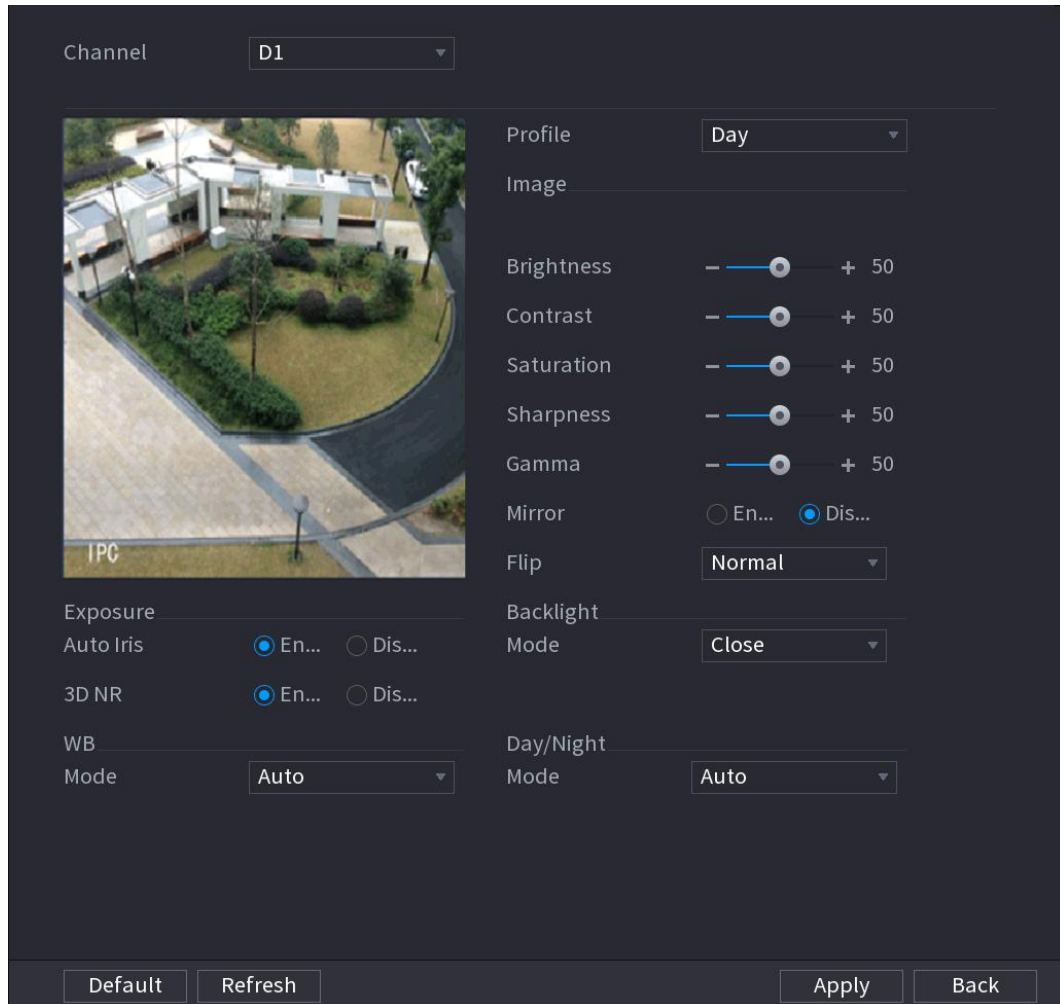 Channel D1
Profile Day
Image
Brightness - + 50
Contrast - + 50
Saturation - + 50
Sharpness - + 50
Gamma - + 50
Mirror En... Dis...
IPC
Flip Normal
Exposure
Auto Iris En... Dis...
3D NR En... Dis...
Backlight
Mode Close
WB
Mode Auto
Day/Night
Mode Auto
Default Refresh Apply Back